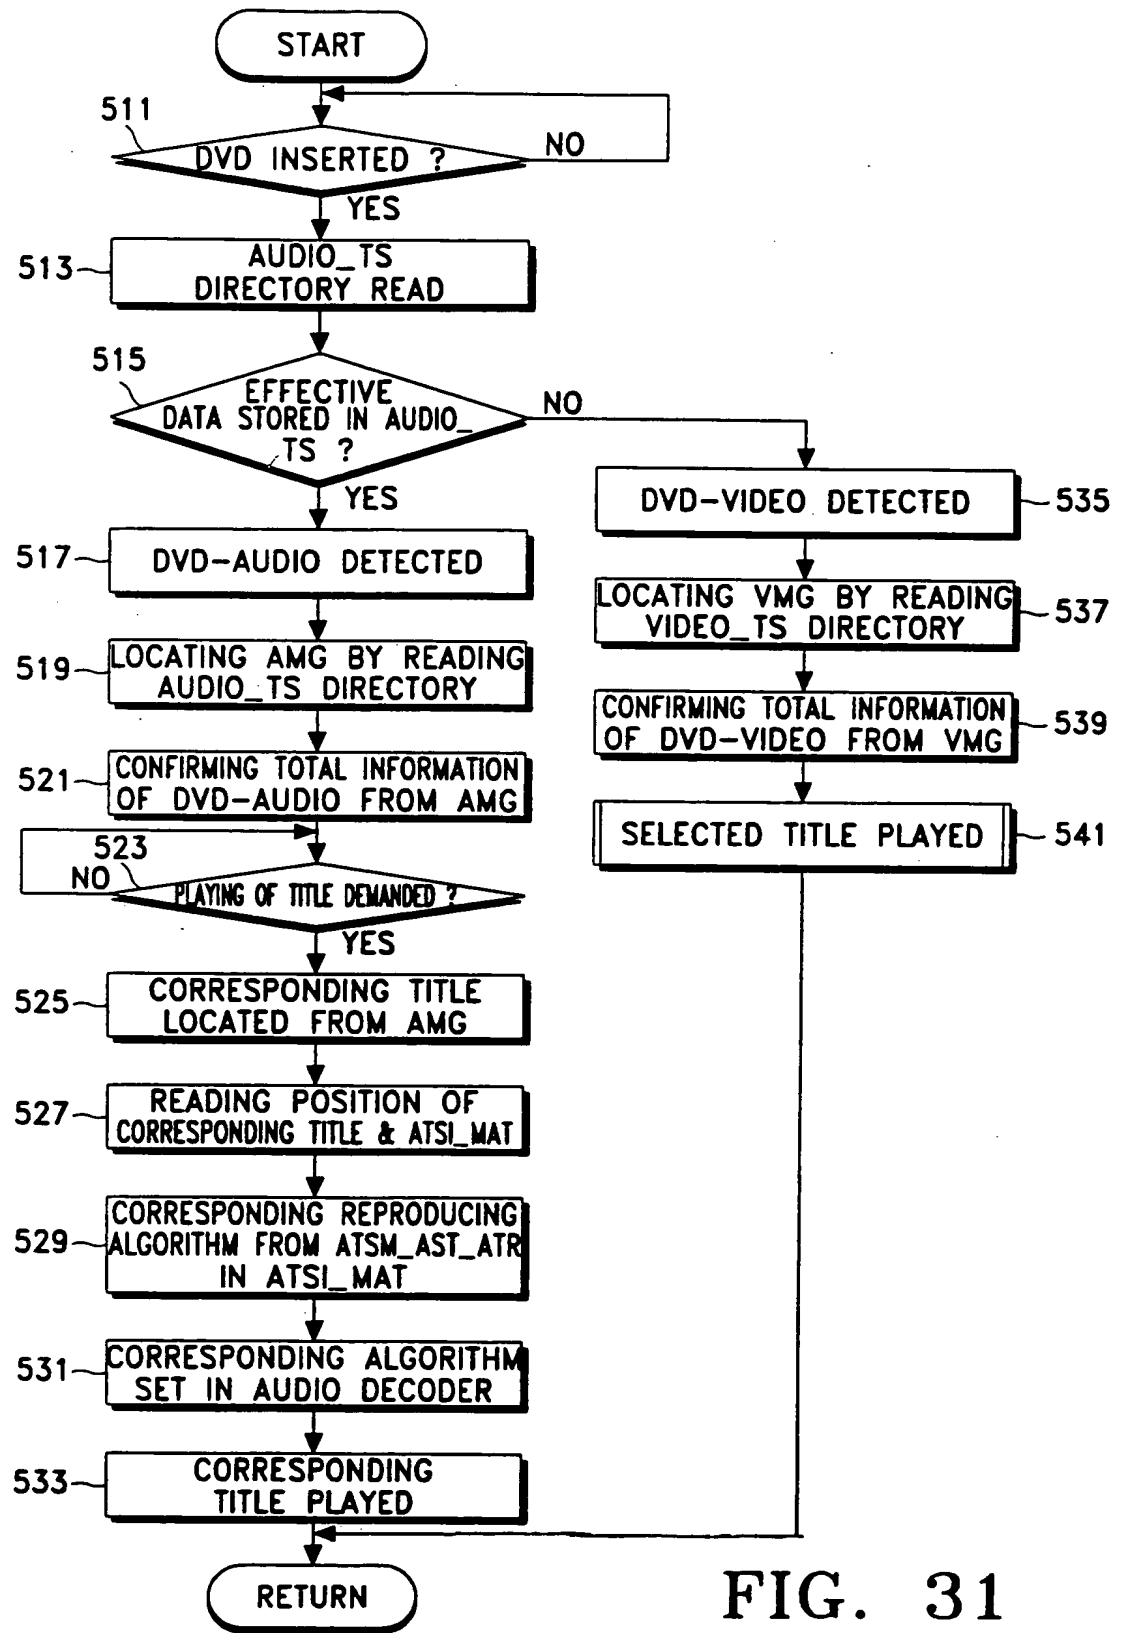 START
511
DVD INSERTED ?
NO
YES
513
AUDIO_TS
DIRECTORY READ
515
EFFECTIVE
DATA STORED IN AUDIO_
TS ?
NO
YES
517
DVD-AUDIO DETECTED
519
LOCATING AMG BY READING
AUDIO_TS DIRECTORY
521
CONFIRMING TOTAL INFORMATION
OF DVD-AUDIO FROM AMG
523
NO
PLAYING OF TITLE DEMANDED ?
YES
525
CORRESPONDING TITLE
LOCATED FROM AMG
527
READING POSITION OF
CORRESPONDING TITLE & ATSI_MAT
529
CORRESPONDING REPRODUCING
ALGORITHM FROM ATSM_AST_ATR
IN ATSI_MAT
531
CORRESPONDING ALGORITHM
SET IN AUDIO DECODER
533
CORRESPONDING
TITLE PLAYED
RETURN
DVD-VIDEO DETECTED
535
LOCATING VMG BY READING
VIDEO_TS DIRECTORY
537
CONFIRMING TOTAL INFORMATION
OF DVD-VIDEO FROM VMG
539
SELECTED TITLE PLAYED
541
FIG. 31